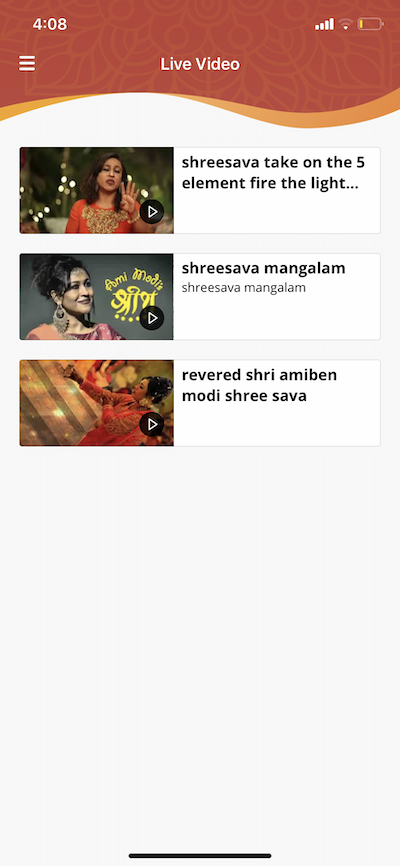 4:08
Live Video
shreesava take on the 5
element fire the light...
shreesava mangalam
shreesava mangalam
Ami Modi's
revered shri amiben
modi shree sava